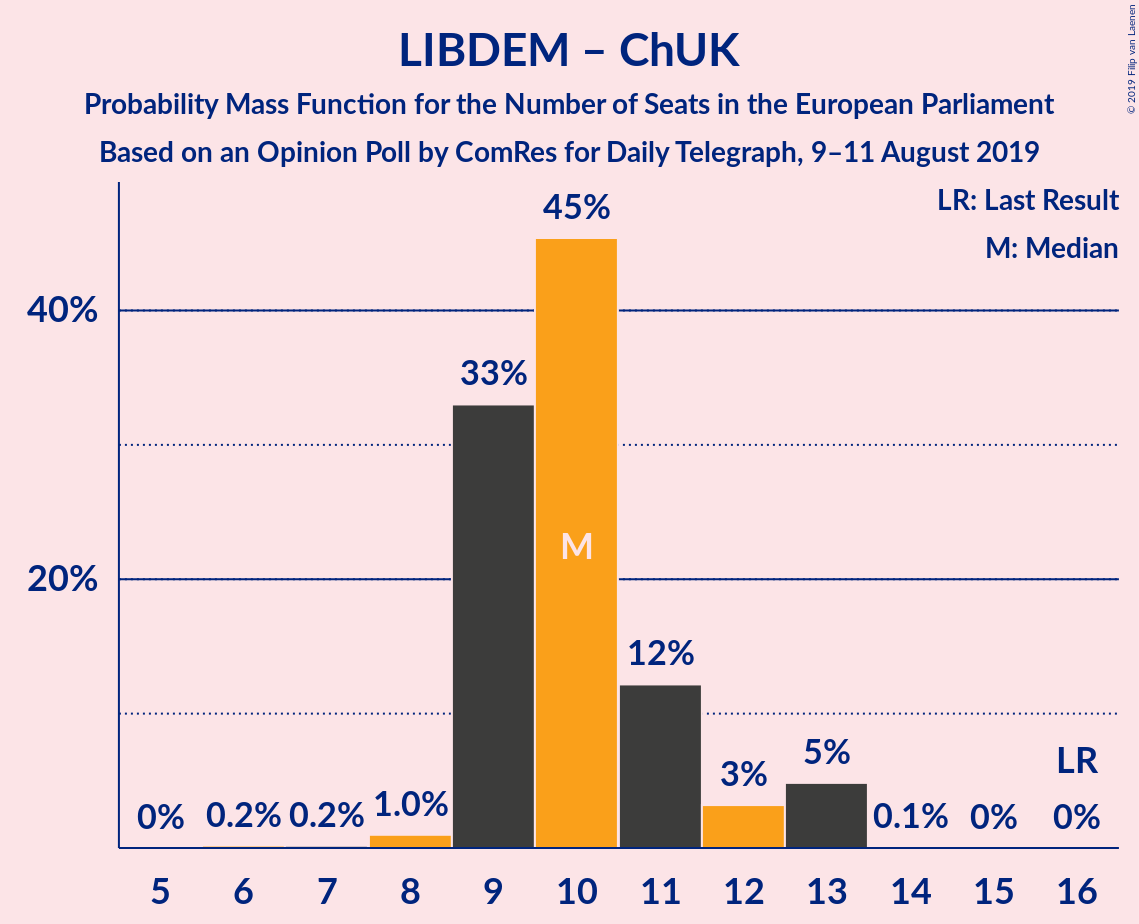 LIBDEM – ChUK
Probability Mass Function for the Number of Seats in the European Parliament
Based on an Opinion Poll by ComRes for Daily Telegraph, 9–11 August 2019
© 2019 Filip van Laenen
LR: Last Result
M: Median
45%
40%
33%
M
20%
12%
5%
3%
LR
1.0%
0% 0.2% 0.2% 0.1% 0% 0%
5 6 7 8 9 10 11 12 13 14 15 16